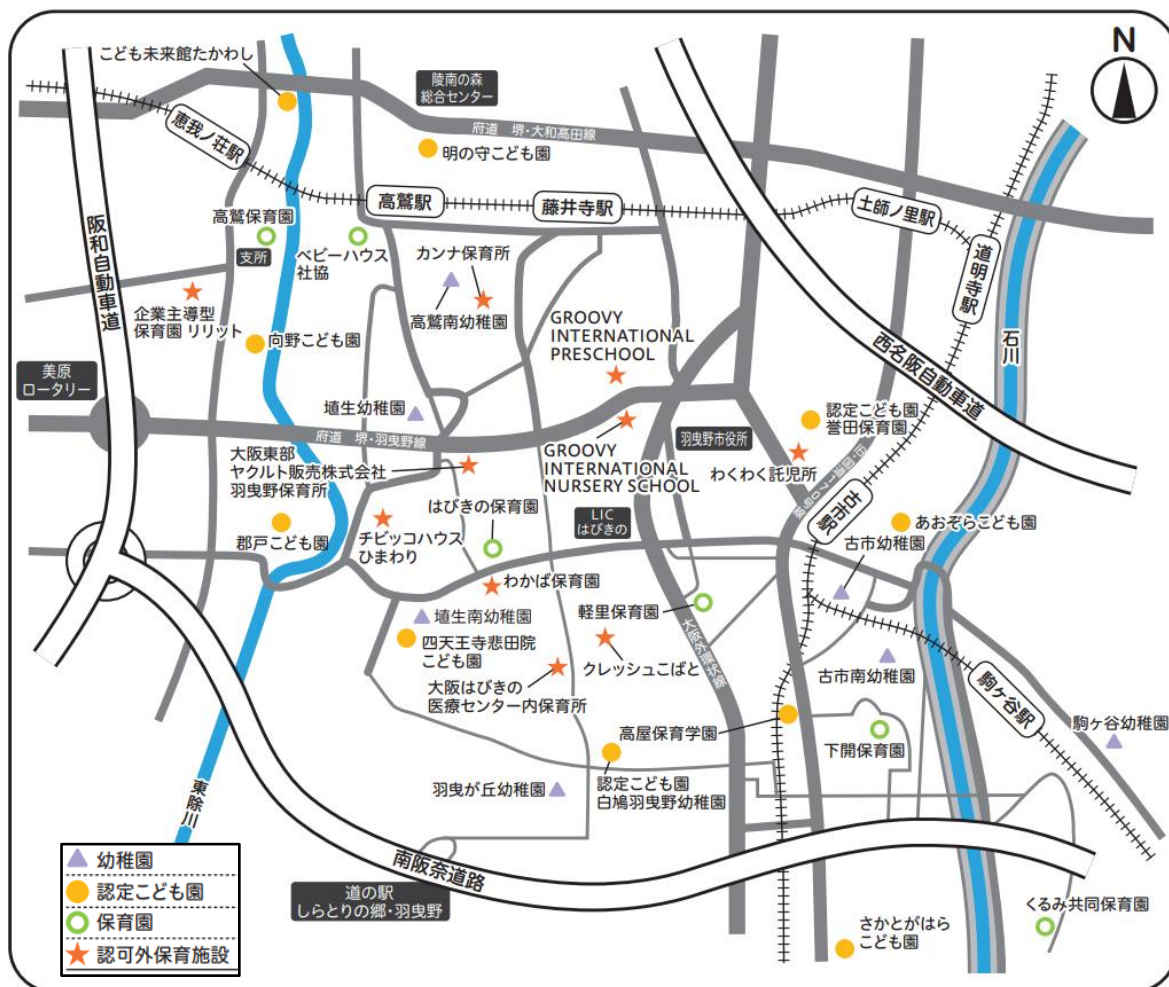 N
こども未来館たかわし
陵南の森
総合センター
府道 堺・大和高田線
恵我ノ荘駅
明の守こども園
高鷲駅
藤井寺駅
土師ノ里駅
道明寺駅
阪和自動車道
高鷲保育園
支所
ベビーハウス
社協
カンナ保育所
高鷲南幼稚園
企業主導型
保育園 リリット
GROOVY
INTERNATIONAL
PRESCHOOL
石川
西名阪自動車道
向野こども園
美原
ロータリー
埴生幼稚園
認定こども園
誉田保育園
府道 堺・羽曳野線
羽曳野市役所
GROOVY
INTERNATIONAL
NURSERY SCHOOL
わくわく託児所
旧・国道170号線
大阪東部
ヤクルト販売株式会社
羽曳野保育所
はびきの保育園
LIC
はびきの
古市駅
あおぞらこども園
郡戸こども園
チビッコハウス
ひまわり
古市幼稚園
わかば保育園
軽里保育園
埴生南幼稚園
四天王寺悲田院
こども園
クレッシュこばと
大阪外環状線
大阪はびきの
医療センター内保育所
古市南幼稚園
駒ヶ谷駅
駒ヶ谷幼稚園
高屋保育学園
下開保育園
羽曳が丘幼稚園
認定こども園
白鳩羽曳野幼稚園
東除川
南阪奈道路
道の駅
しらとりの郷・羽曳野
くるみ共同保育園
さかとがはら
こども園
幼稚園
認定こども園
保育園
認可外保育施設